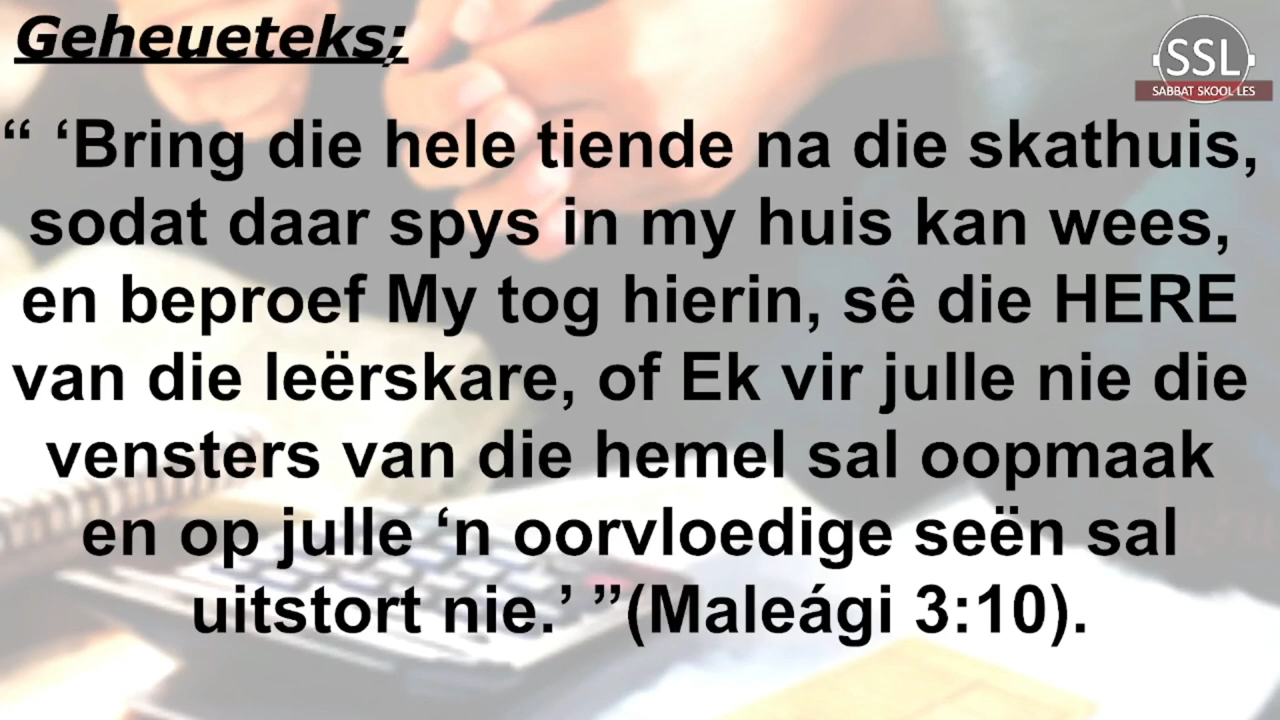 Geheueteks;
SSL
SABBAT SKOOL LES
“ ‘Bring die hele tiende na die skathuis,
sodat daar spys in my huis kan wees,
en beproef My tog hierin, sê die HERE
van die leërskare, of Ek vir julle nie die
vensters van die hemel sal oopmaak
en op julle ‘n oorvloedige seën sal
uitstort nie.’ ”(Maleági 3:10).